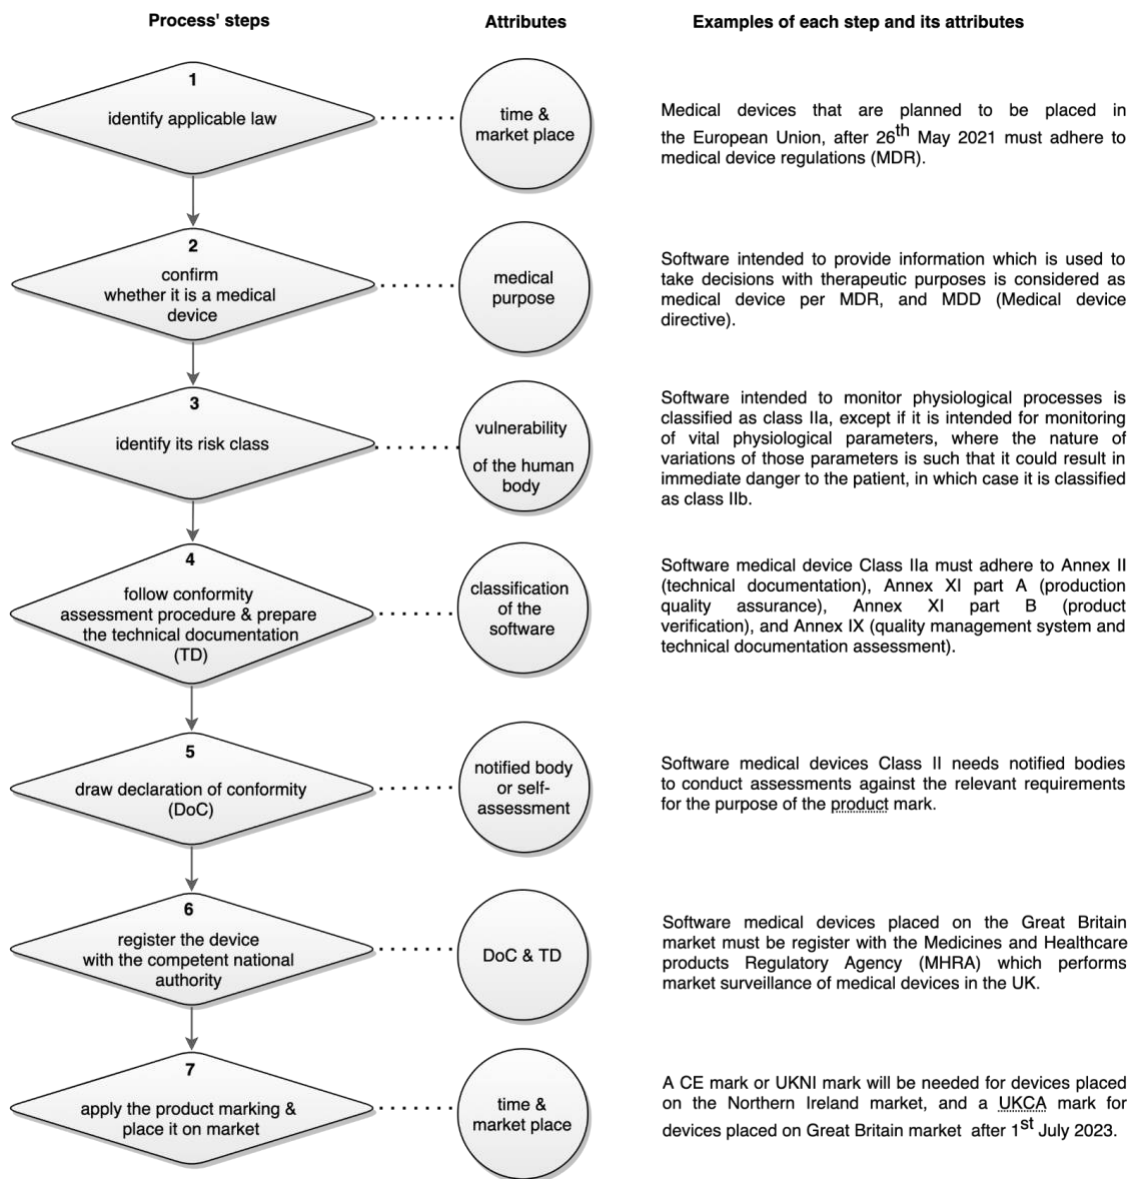 Process' steps
Attributes
Examples of each step and its attributes
1
identify applicable law
time &
market place
Medical devices that are planned to be placed in
the European Union, after 26th May 2021 must adhere to
medical device regulations (MDR).
2
confirm
whether it is a medical
device
medical
purpose
Software intended to provide information which is used to
take decisions with therapeutic purposes is considered as
medical device per MDR, and MDD (Medical device
directive).
3
identify its risk class
vulnerability
of the human
body
Software intended to monitor physiological processes is
classified as class IIa, except if it is intended for monitoring
of vital physiological parameters, where the nature of
variations of those parameters is such that it could result in
immediate danger to the patient, in which case it is classified
as class IIb.
4
follow conformity
assessment procedure & prepare
the technical documentation
(TD)
classification
of the
software
Software medical device Class IIa must adhere to Annex II
(technical documentation), Annex XI part A (production
quality assurance), Annex XI part B (product
verification), and Annex IX (quality management system and
technical documentation assessment).
5
draw declaration of conformity
(DoC)
notified body
or self-
assessment
Software medical devices Class II needs notified bodies
to conduct assessments against the relevant requirements
for the purpose of the product mark.
6
register the device
with the competent national
authority
DoC & TD
Software medical devices placed on the Great Britain
market must be register with the Medicines and Healthcare
products Regulatory Agency (MHRA) which performs
market surveillance of medical devices in the UK.
7
apply the product marking &
place it on market
time &
market place
A CE mark or UKNI mark will be needed for devices placed
on the Northern Ireland market, and a UKCA mark for
devices placed on Great Britain market after 1st July 2023.